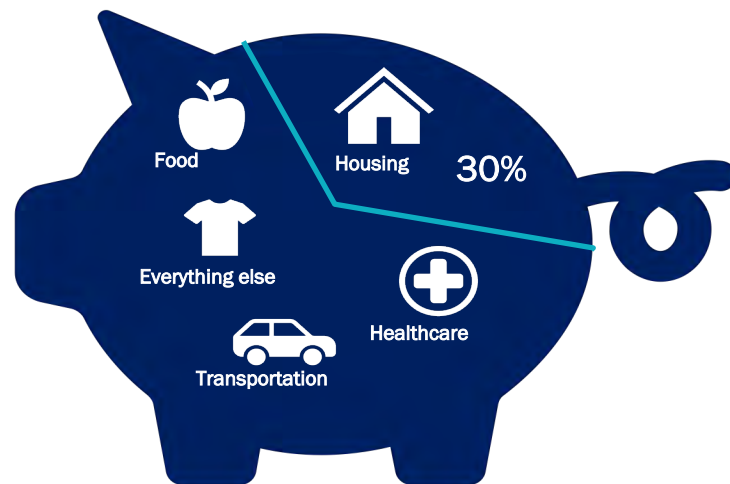 Food
Housing
30%
Everything else
Healthcare
Transportation